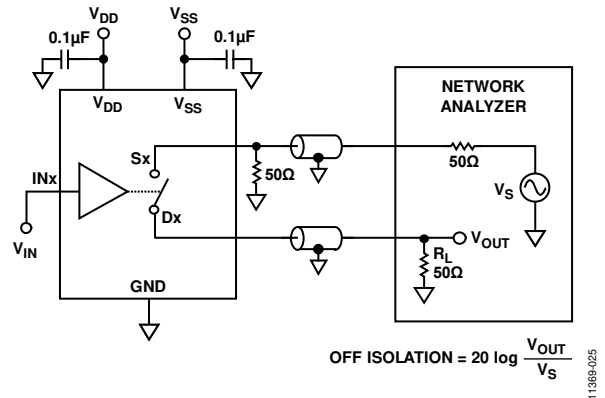 VDD
VSS
0.1µF
0.1µF
VDD
VSS
NETWORK
ANALYZER
INx
Sx
50Ω
50Ω
VS
Dx
VIN
VOUT
RL
50Ω
GND
OFF ISOLATION = 20 log VOUT
VS
11369-025